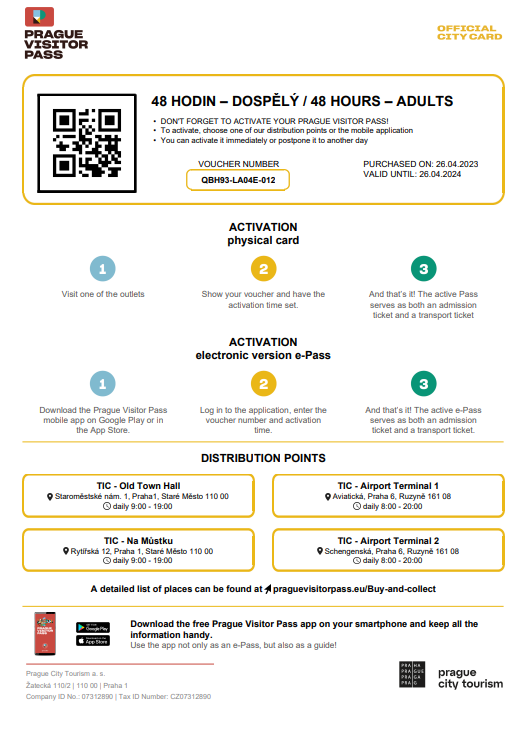 PRAGUE
VISITOR
PASS
OFFICIAL
CITY CARD
48 HODIN – DOSPĚLÝ / 48 HOURS – ADULTS
• DON'T FORGET TO ACTIVATE YOUR PRAGUE VISITOR PASS!
• To activate, choose one of our distribution points or the mobile application
• You can activate it immediately or postpone it to another day
VOUCHER NUMBER
QBH93-LA04E-012
PURCHASED ON: 26.04.2023
VALID UNTIL: 26.04.2024
ACTIVATION
physical card
1
Visit one of the outlets
2
Show your voucher and have the
activation time set.
3
And that's it! The active Pass
serves as both an admission
ticket and a transport ticket
ACTIVATION
electronic version e-Pass
1
Download the Prague Visitor Pass
mobile app on Google Play or in
the App Store.
2
Log in to the application, enter the
voucher number and activation
time.
3
And that's it! The active e-Pass
serves as both an admission
ticket and a transport ticket.
DISTRIBUTION POINTS
TIC - Old Town Hall
Staroměstské nám. 1, Praha1, Staré Město 110 00
daily 9:00 - 19:00
TIC - Airport Terminal 1
Aviatická, Praha 6, Ruzyně 161 08
daily 8:00 - 20:00
TIC - Na Můstku
Rytířská 12, Praha 1, Staré Město 110 00
daily 9:00 - 19:00
TIC - Airport Terminal 2
Schengenská, Praha 6, Ruzyně 161 08
daily 8:00 - 20:00
A detailed list of places can be found at praguevisitorpass.eu/Buy-and-collect
Google Play
App Store
Download the free Prague Visitor Pass app on your smartphone and keep all the
information handy.
Use the app not only as an e-Pass, but also as a guide!
Prague City Tourism a. s.
Žatecká 110/2 | 110 00 | Praha 1
Company ID No.: 07312890 | Tax ID Number: CZ07312890
PRA HA
PRA GUE
PRA GA
PRA G
prague
city tourism